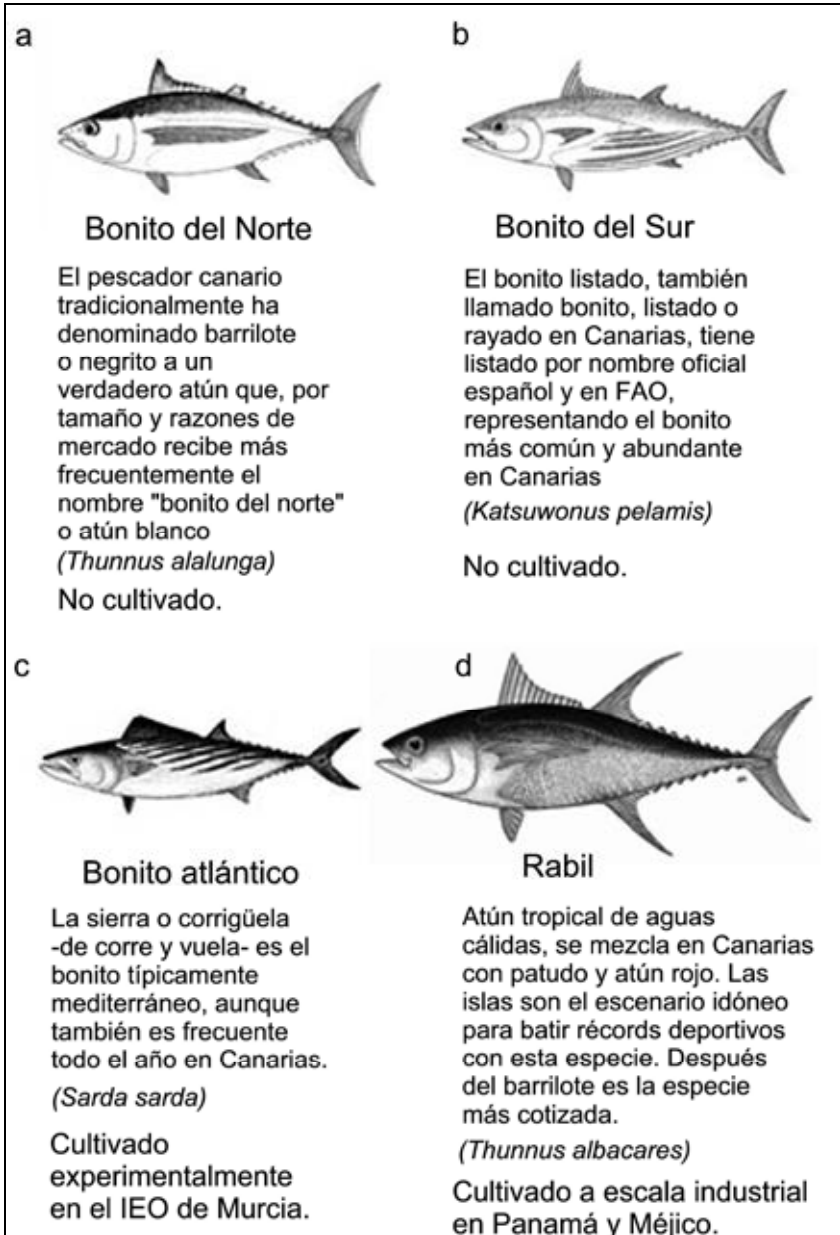 a
Bonito del Norte
El pescador canario
tradicionalmente ha
denominado barrilote
o negrito a un
verdadero atún que, por
tamaño y razones de
mercado recibe más
frecuentemente el
nombre "bonito del norte"
o atún blanco
(Thunnus alalunga)
No cultivado.
b
Bonito del Sur
El bonito listado, también
llamado bonito, listado o
rayado en Canarias, tiene
listado por nombre oficial
español y en FAO,
representando el bonito
más común y abundante
en Canarias
(Katsuwonus pelamis)
No cultivado.
c
Bonito atlántico
La sierra o corrigüela
-de corre y vuela- es el
bonito típicamente
mediterráneo, aunque
también es frecuente
todo el año en Canarias.
(Sarda sarda)
Cultivado
experimentalmente
en el IEO de Murcia.
d
Rabil
Atún tropical de aguas
cálidas, se mezcla en Canarias
con patudo y atún rojo. Las
islas son el escenario idóneo
para batir récords deportivos
con esta especie. Después
del barrilote es la especie
más cotizada.
(Thunnus albacares)
Cultivado a escala industrial
en Panamá y Méjico.